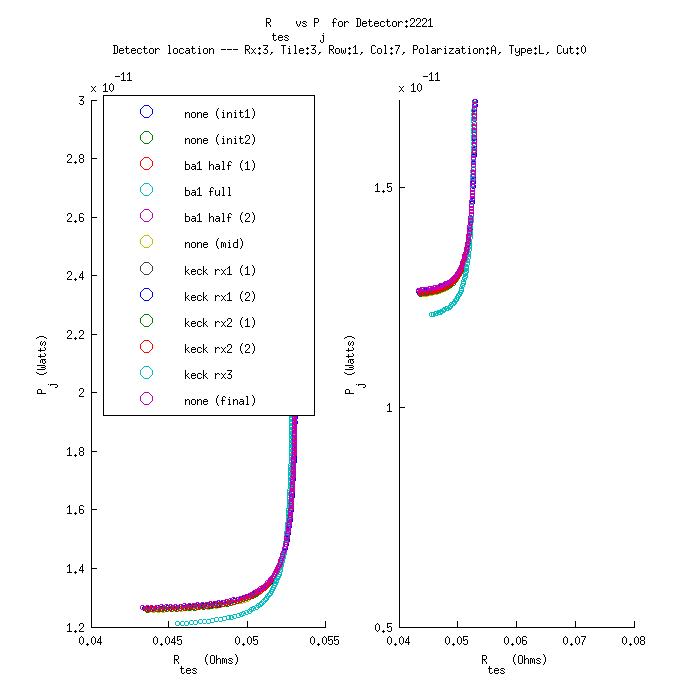 R tes vs P j for Detector:2221
Detector location --- Rx:3, Tile:3, Row:1, Col:7, Polarization:A, Type:L, Cut:0
x 10 -11
x 10 -11
3
2.8
2.6
2.4
2.2
2
1.8
1.6
1.4
1.2
P j (Watts)
none (init1)
none (init2)
ba1 half (1)
ba1 full
ba1 half (2)
none (mid)
keck rx1 (1)
keck rx1 (2)
keck rx2 (1)
keck rx2 (2)
keck rx3
none (final)
0.04 0.045 0.05 0.055
R tes (Ohms)
1.5
1
0.5
P j (Watts)
0.04 0.05 0.06 0.07 0.08
R tes (Ohms)